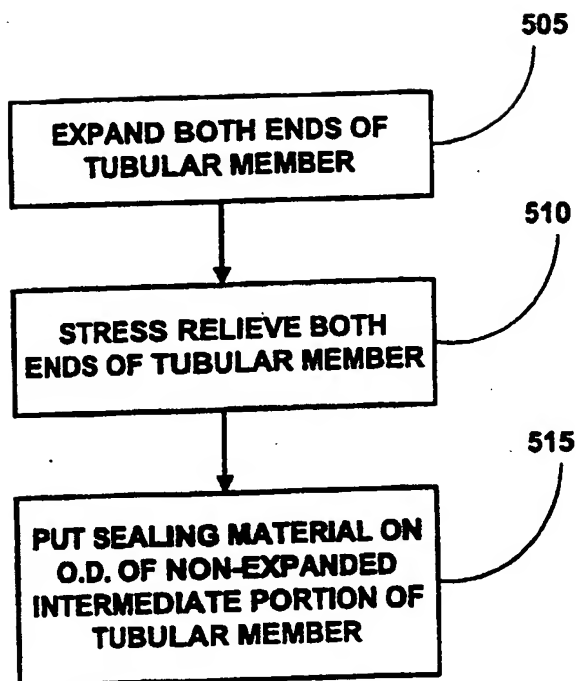 505
EXPAND BOTH ENDS OF
TUBULAR MEMBER
510
STRESS RELIEVE BOTH
ENDS OF TUBULAR MEMBER
515
PUT SEALING MATERIAL ON
O.D. OF NON-EXPANDED
INTERMEDIATE PORTION OF
TUBULAR MEMBER